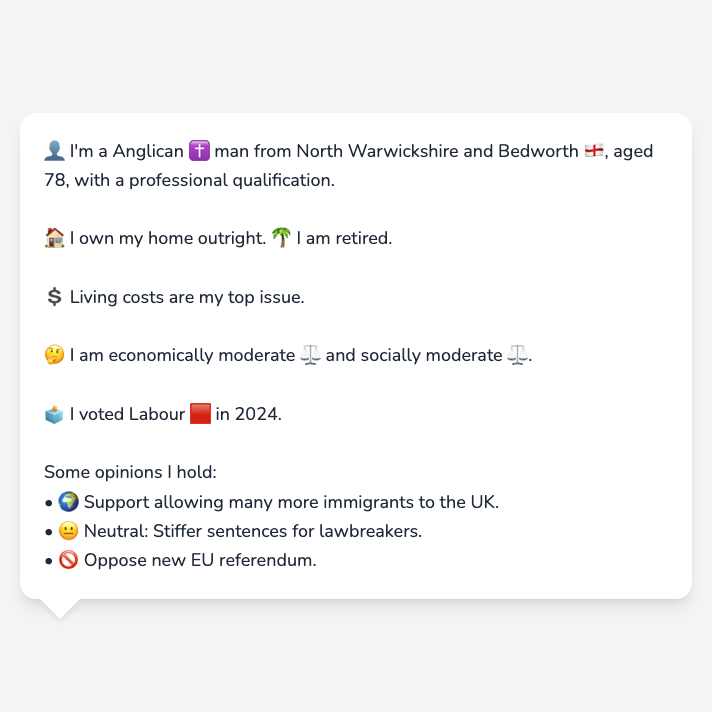 👤 I'm a Anglican ✝️ man from North Warwickshire and Bedworth 🏴󠁧󠁢󠁥󠁮󠁧󠁿, aged
78, with a professional qualification.
🏠 I own my home outright. 🌴 I am retired.
💲 Living costs are my top issue.
🤔 I am economically moderate ⚖️ and socially moderate ⚖️.
🗳️ I voted Labour 🟥 in 2024.
Some opinions I hold:
• 🌍 Support allowing many more immigrants to the UK.
• 😐 Neutral: Stiffer sentences for lawbreakers.
• 🚫 Oppose new EU referendum.